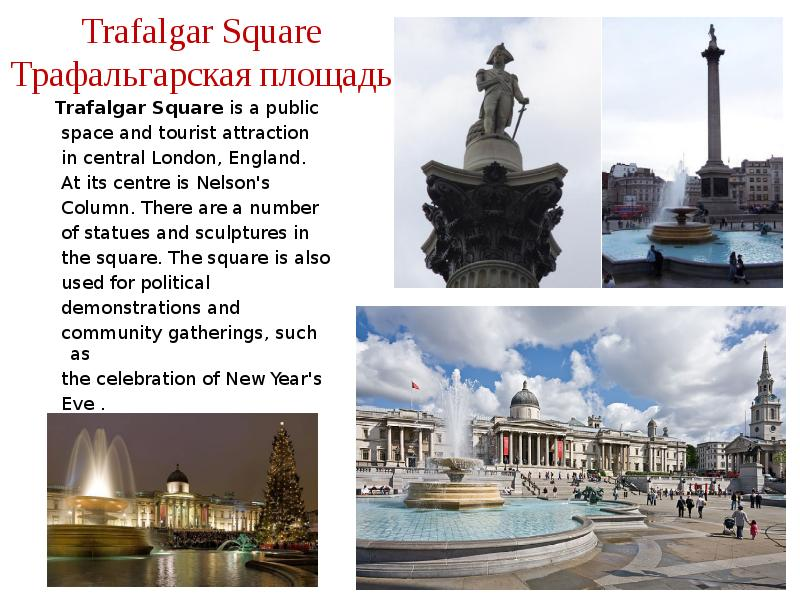 Trafalgar Square
Трафальгарская площадь
Trafalgar Square is a public
space and tourist attraction
in central London, England.
At its centre is Nelson's
Column. There are a number
of statues and sculptures in
the square. The square is also
used for political
demonstrations and
community gatherings, such
as
the celebration of New Year's
Eve .